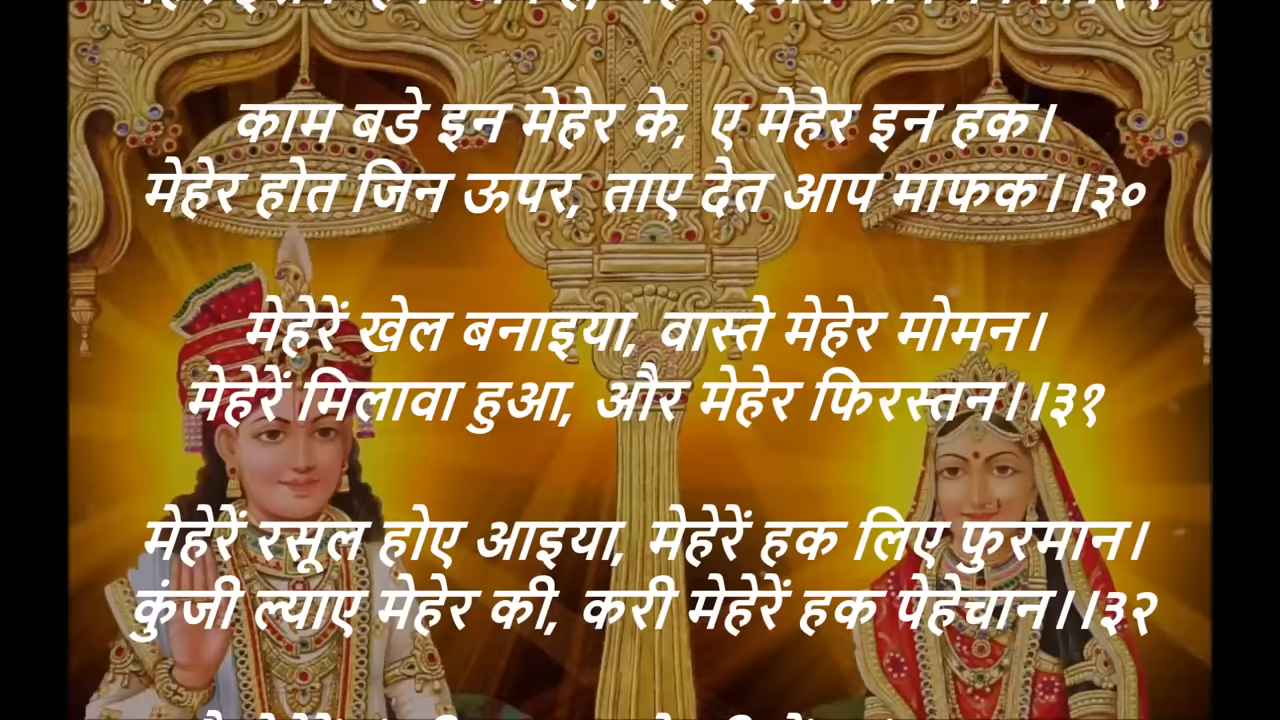 काम बडे इन मेहेर के, ए मेहेर इन हक।
मेहेर होत जिन ऊपर, ताए देत आप माफक।।३०
मेहेरें खेल बनाइया, वास्ते मेहेर मोमन।
मेहेरें मिलावा हुआ, और मेहेर फिरस्तन।।३१
मेहेरें रसूल होए आइया, मेहेरें हक लिए फुरमान।
कुंजी ल्याए मेहेर की, करी मेहेरें हक पेहेचान।।३२